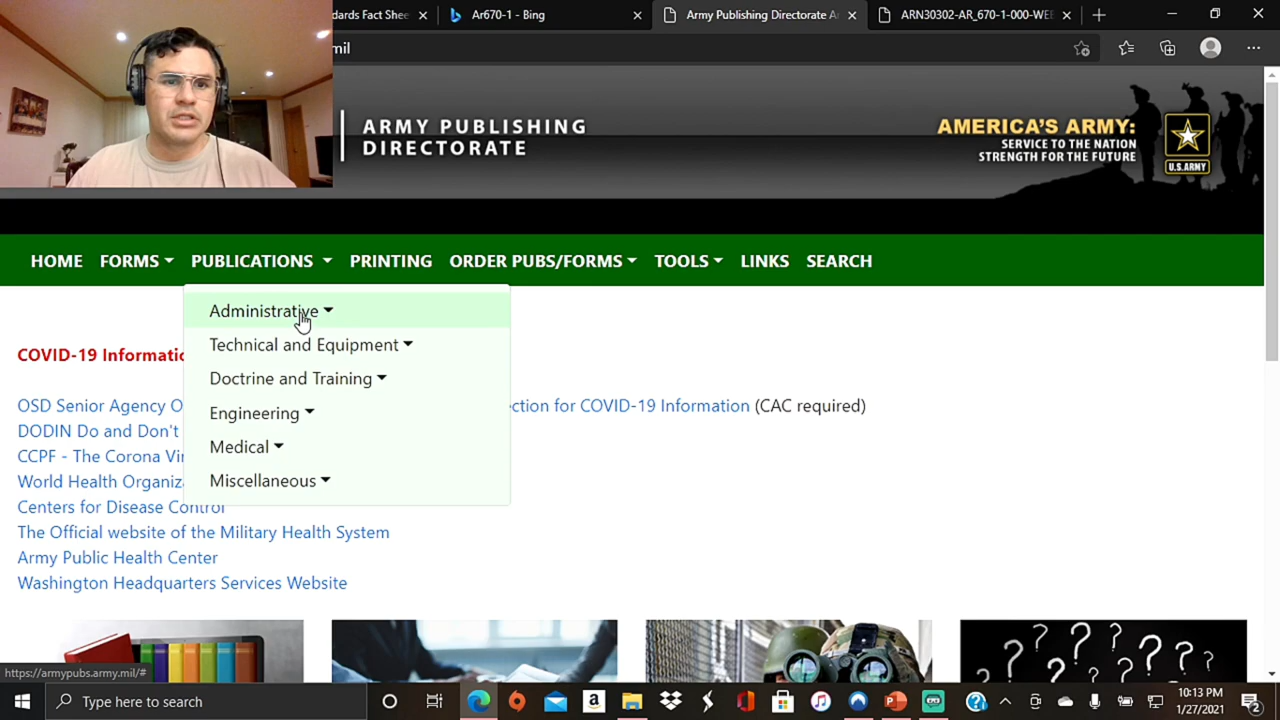 dards Fact Shee
Ar670-1 - Bing
Army Publishing Directorate A
ARN30302-AR_670-1-000-WEB
mil
ARMY PUBLISHING
DIRECTORATE
AMERICA'S ARMY:
SERVICE TO THE NATION
STRENGTH FOR THE FUTURE
U.S.ARMY
HOME FORMS PUBLICATIONS PRINTING ORDER PUBS/FORMS TOOLS LINKS SEARCH
Administrative
Technical and Equipment
Doctrine and Training
Engineering
Medical
Miscellaneous
COVID-19 Informatio
OSD Senior Agency O
ection for COVID-19 Information (CAC required)
DODIN Do and Don't
CCPF - The Corona Vir
World Health Organiza
Centers for Disease Control
The Official website of the Military Health System
Army Public Health Center
Washington Headquarters Services Website
? ? ? ? ? ? ? ?
https://armypubs.army.mil/#
Type here to search
10:13 PM
1/27/2021
2